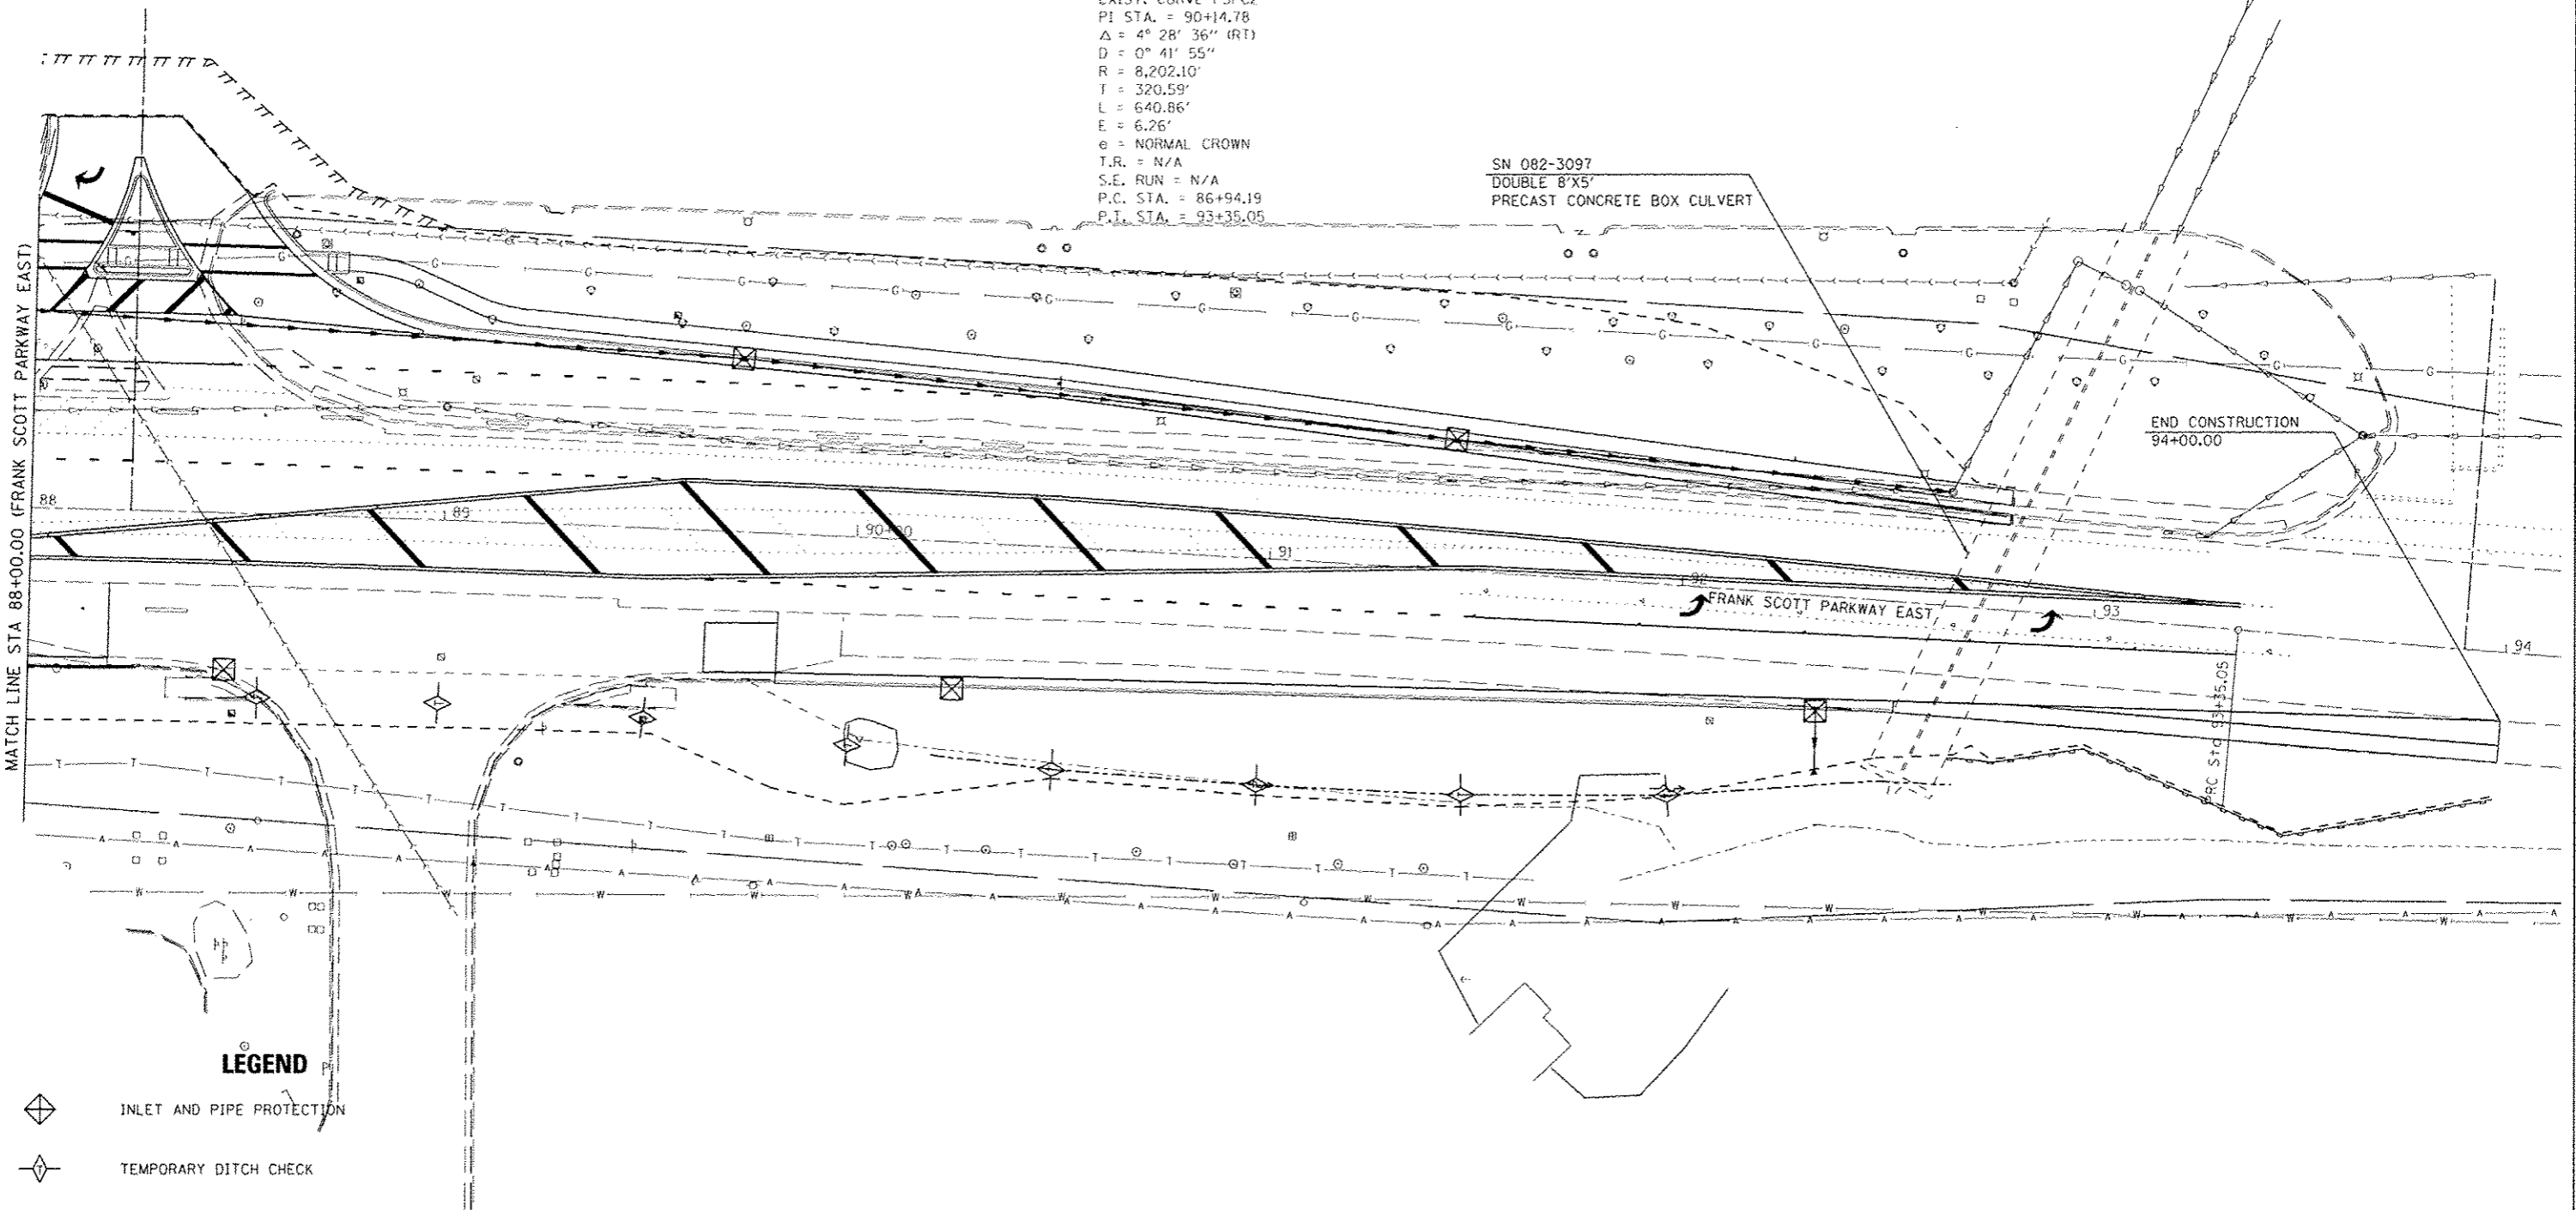 PI STA. = 90+14.78
Δ = 4° 28' 36" (RT)
D = 0° 41' 55"
R = 8,202.10'
T = 320.59'
L = 640.86'
E = 6.26'
e = NORMAL CROWN
T.R. = N/A
S.E. RUN = N/A
P.C. STA. = 86+94.19
P.T. STA. = 93+35.05
SN 082-3097
DOUBLE 8'X5'
PRECAST CONCRETE BOX CULVERT
END CONSTRUCTION
94+00.00
MATCH LINE STA 88+00.00 (FRANK SCOTT PARKWAY EAST)
88
89
90+00
91
92
93
94
FRANK SCOTT PARKWAY EAST
PRC Sta 93+35.05
LEGEND
INLET AND PIPE PROTECTION
TEMPORARY DITCH CHECK